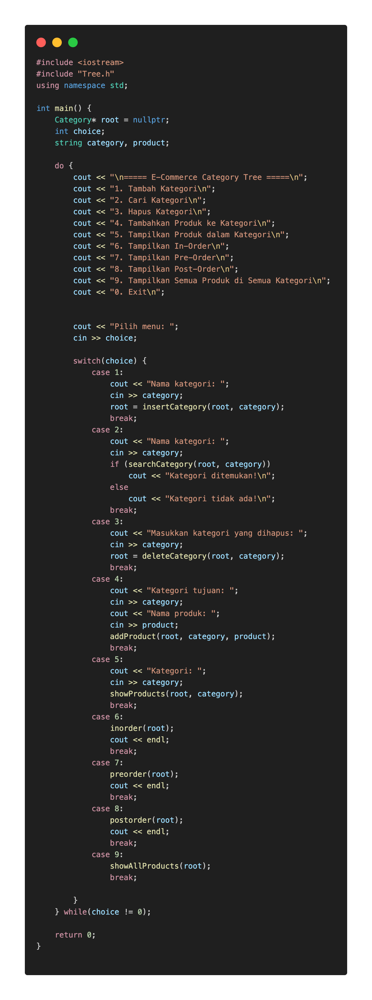 #include <iostream>
#include "Tree.h"
using namespace std;

int main() {
    Category* root = nullptr;
    int choice;
    string category, product;

    do {
        cout << "\n===== E-Commerce Category Tree =====\n";
        cout << "1. Tambah Kategori\n";
        cout << "2. Cari Kategori\n";
        cout << "3. Hapus Kategori\n";
        cout << "4. Tambahkan Produk ke Kategori\n";
        cout << "5. Tampilkan Produk dalam Kategori\n";
        cout << "6. Tampilkan In-Order\n";
        cout << "7. Tampilkan Pre-Order\n";
        cout << "8. Tampilkan Post-Order\n";
        cout << "9. Tampilkan Semua Produk di Semua Kategori\n";
        cout << "0. Exit\n";


        cout << "Pilih menu: ";
        cin >> choice;

        switch(choice) {
            case 1:
                cout << "Nama kategori: ";
                cin >> category;
                root = insertCategory(root, category);
                break;
            case 2:
                cout << "Nama kategori: ";
                cin >> category;
                if (searchCategory(root, category))
                    cout << "Kategori ditemukan!\n";
                else
                    cout << "Kategori tidak ada!\n";
                break;
            case 3:
                cout << "Masukkan kategori yang dihapus: ";
                cin >> category;
                root = deleteCategory(root, category);
                break;
            case 4:
                cout << "Kategori tujuan: ";
                cin >> category;
                cout << "Nama produk: ";
                cin >> product;
                addProduct(root, category, product);
                break;
            case 5:
                cout << "Kategori: ";
                cin >> category;
                showProducts(root, category);
                break;
            case 6:
                inorder(root);
                cout << endl;
                break;
            case 7:
                preorder(root);
                cout << endl;
                break;
            case 8:
                postorder(root);
                cout << endl;
                break;
            case 9:
                showAllProducts(root);
                break;

        }
    } while(choice != 0);

    return 0;
}